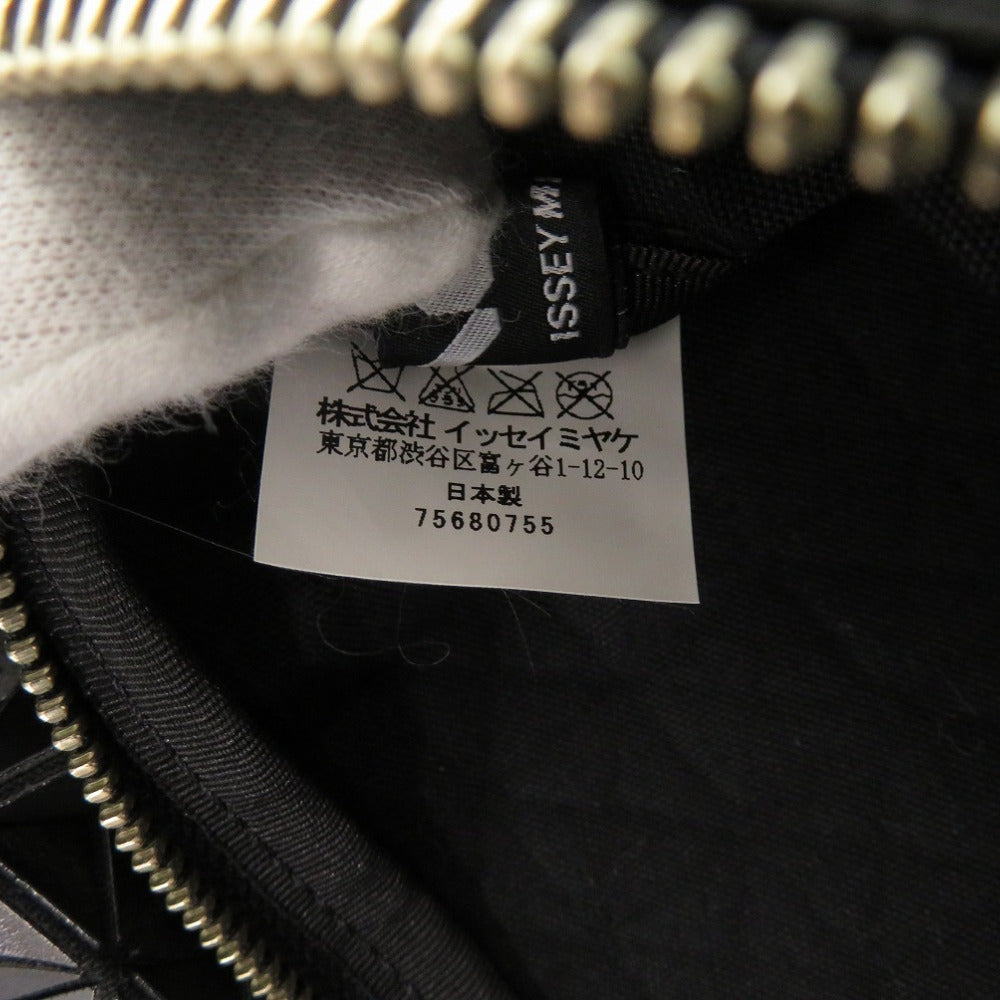 ISSEY MI
株式会社 イッセイミヤケ
東京都渋谷区富ヶ谷1-12-10
日本製
75680755